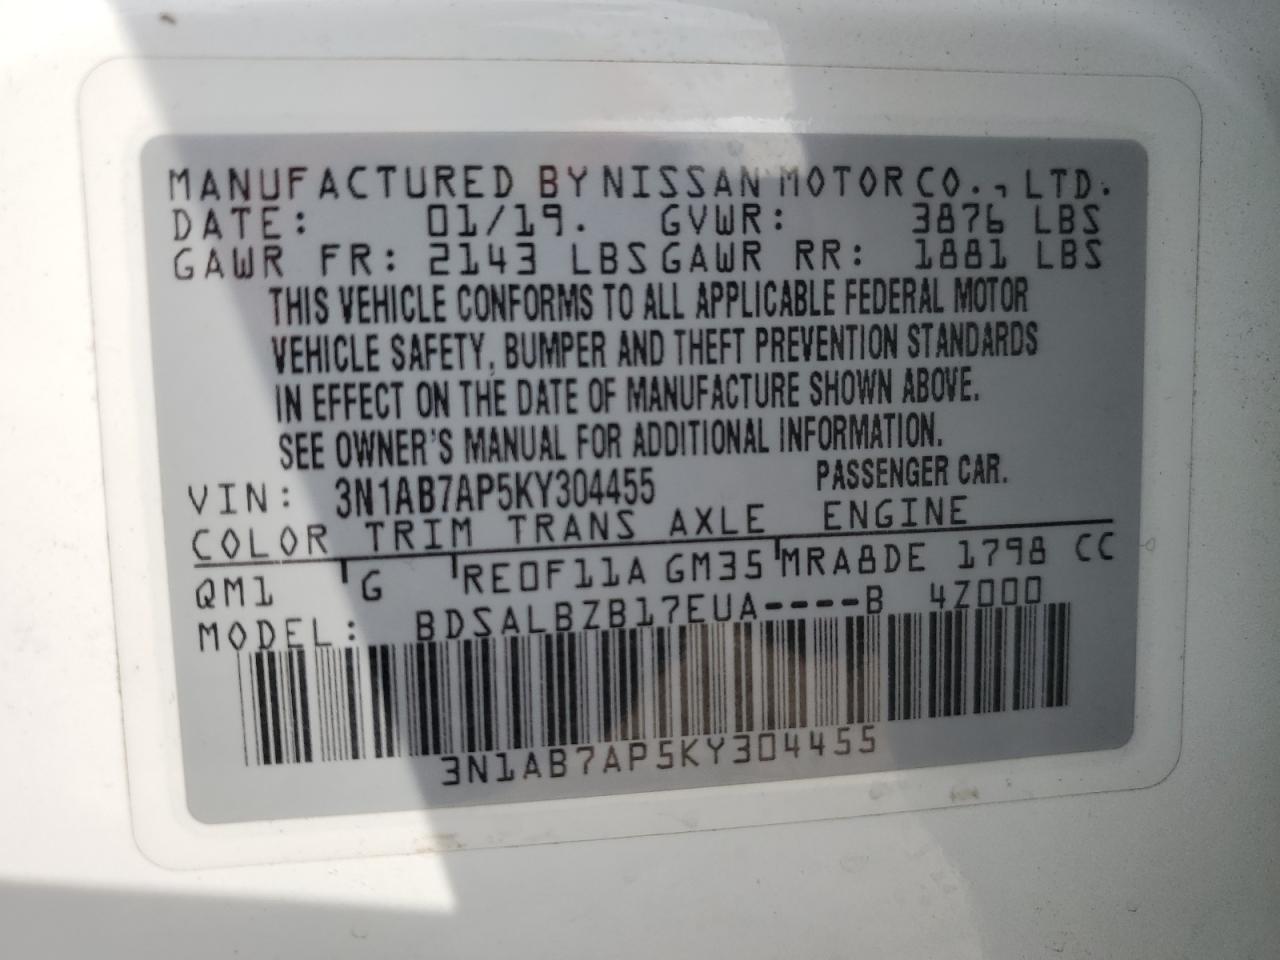 MANUFACTURED BY NISSAN MOTOR CO., LTD.
DATE: 01/19. GVWR: 3876 LBS
GAWR FR: 2143 LBS GAWR RR: 1881 LBS
THIS VEHICLE CONFORMS TO ALL APPLICABLE FEDERAL MOTOR
VEHICLE SAFETY, BUMPER AND THEFT PREVENTION STANDARDS
IN EFFECT ON THE DATE OF MANUFACTURE SHOWN ABOVE.
SEE OWNER'S MANUAL FOR ADDITIONAL INFORMATION.
VIN: 3N1AB7AP5KY304455 PASSENGER CAR.
COLOR TRIM TRANS AXLE ENGINE
QM1 G RE0F11A GM35 MRA8DE 1798 CC
MODEL: BDSALBZB17EUA----B 4Z000
3N1AB7AP5KY304455